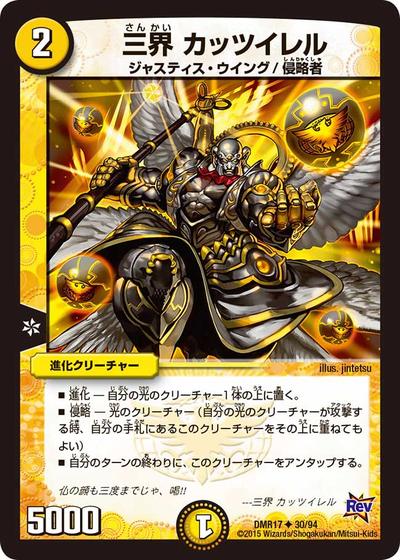 2
さんかい
三界 カッツイレル
しんりゃくしゃ
ジャスティス・ウイング/侵略者
illus. jintetsu
進化クリーチャー
■ 進化 ― 自分の光のクリーチャー1体の上に置く。
■ 侵略 ― 光のクリーチャー (自分の光のクリーチャーが攻撃す
る時、自分の手札にあるこのクリーチャーをその上に重ねても
よい)
■ 自分のターンの終わりに、このクリーチャーをアンタップする。
仏の顔も三度までじゃ、喝!!
---三界 カッツイレル
5000
1
Rev
DMR17 ◆ 30/94
©2015 Wizards/Shogakukan/Mitsui-Kids